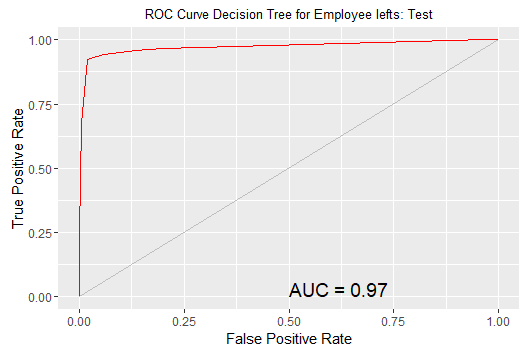 ROC Curve Decision Tree for Employee lefts: Test
True Positive Rate
1.00
0.75
0.50
0.25
0.00
AUC = 0.97
0.00 0.25 0.50 0.75 1.00
False Positive Rate